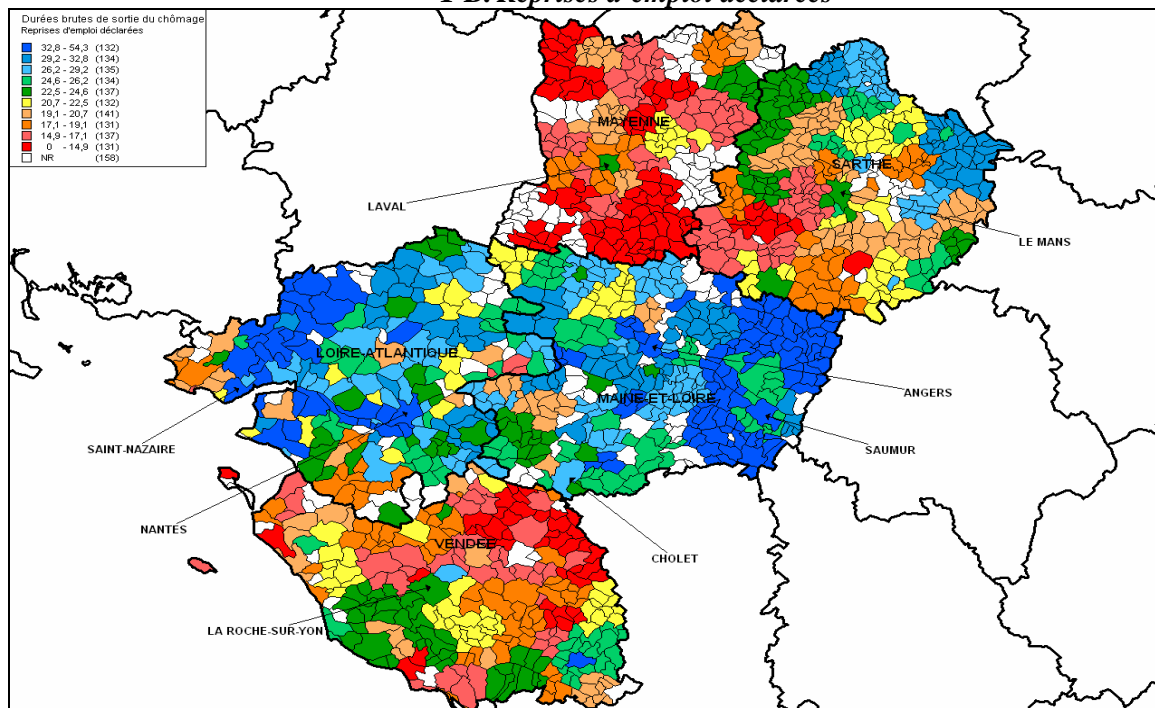 1-B. Reprises d'emploi déclarées
Durées brutes de sortie du chômage
Reprises d'emploi déclarées
32,8 - 54,3 (132)
29,2 - 32,8 (134)
26,2 - 29,2 (135)
24,6 - 26,2 (134)
22,5 - 24,6 (137)
20,7 - 22,5 (132)
19,1 - 20,7 (141)
17,1 - 19,1 (131)
14,9 - 17,1 (137)
0 - 14,9 (131)
NR (158)
MAYENNE
SARTHE
LAVAL
LE MANS
LOIRE-ATLANTIQUE
MAINE-ET-LOIRE
ANGERS
SAINT-NAZAIRE
SAUMUR
NANTES
VENDEE
CHOLET
LA ROCHE-SUR-YON